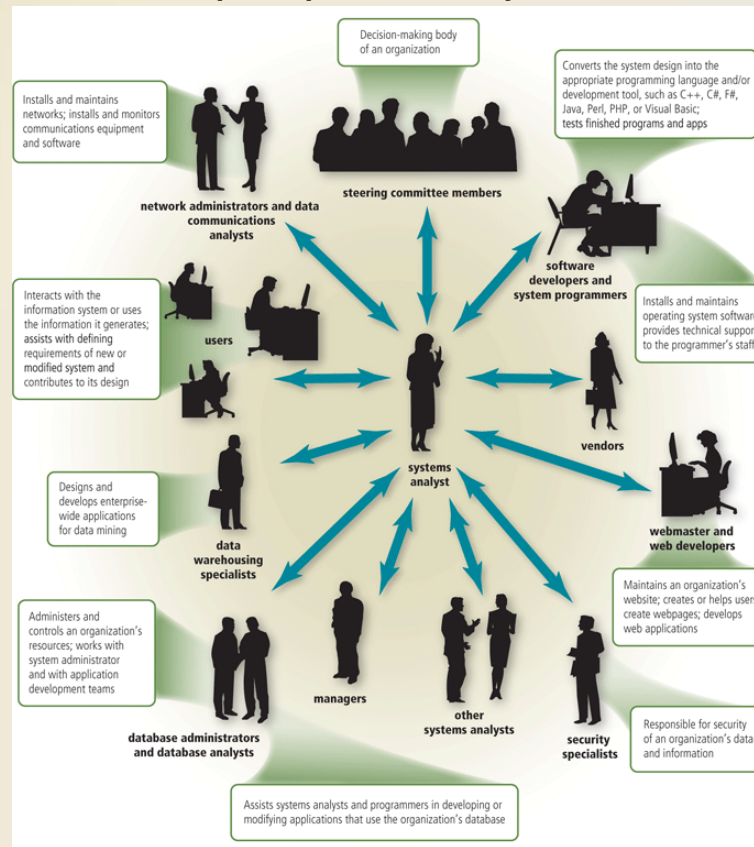 Decision-making body
of an organization
Converts the system design into the
appropriate programming language and/or
development tool, such as C++, C#, F#,
Java, Perl, PHP, or Visual Basic;
tests finished programs and apps
Installs and maintains
networks; installs and monitors
communications equipment
and software
steering committee members
network administrators and data
communications
analysts
software
developers and
system programmers
Interacts with the
information system or uses
the information it generates;
assists with defining
requirements of new or
modified system and
contributes to its design
users
Installs and maintains
operating system software
provides technical support
to the programmer's staff
vendors
systems
analyst
Designs and
develops enterprise-
wide applications
for data mining
data
warehousing
specialists
webmaster and
web developers
Maintains an organization's
website; creates or helps users
create webpages; develops
web applications
Administers and
controls an organization's
resources; works with
system administrator
and with application
development teams
managers
other
systems analysts
security
specialists
database administrators
and database analysts
Responsible for security
of an organization's data
and information
Assists systems analysts and programmers in developing or
modifying applications that use the organization's database